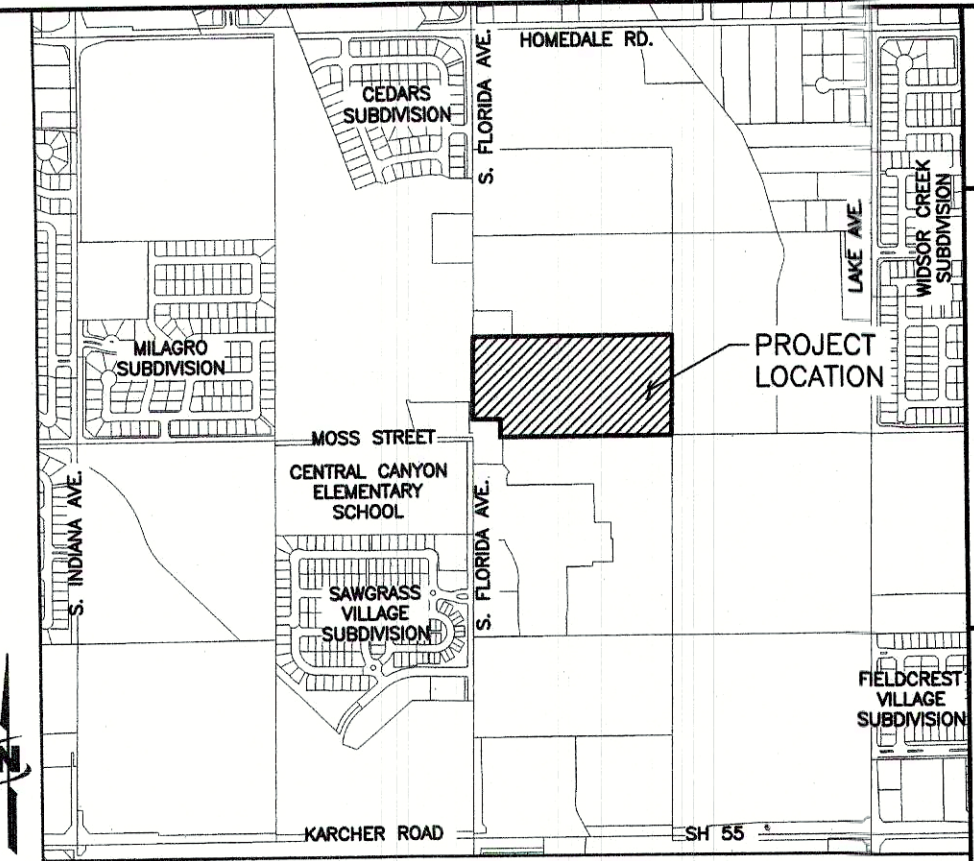 HOMEDALE RD.
CEDARS
SUBDIVISION
S. FLORIDA AVE.
LAKE AVE.
WIDSOR CREEK
SUBDIVISION
MILAGRO
SUBDIVISION
PROJECT
LOCATION
MOSS STREET
CENTRAL CANYON
ELEMENTARY
SCHOOL
S. INDIANA AVE.
S. FLORIDA AVE.
SAWGRASS
VILLAGE
SUBDIVISION
FIELDCREST
VILLAGE
SUBDIVISION
N
KARCHER ROAD
SH 55